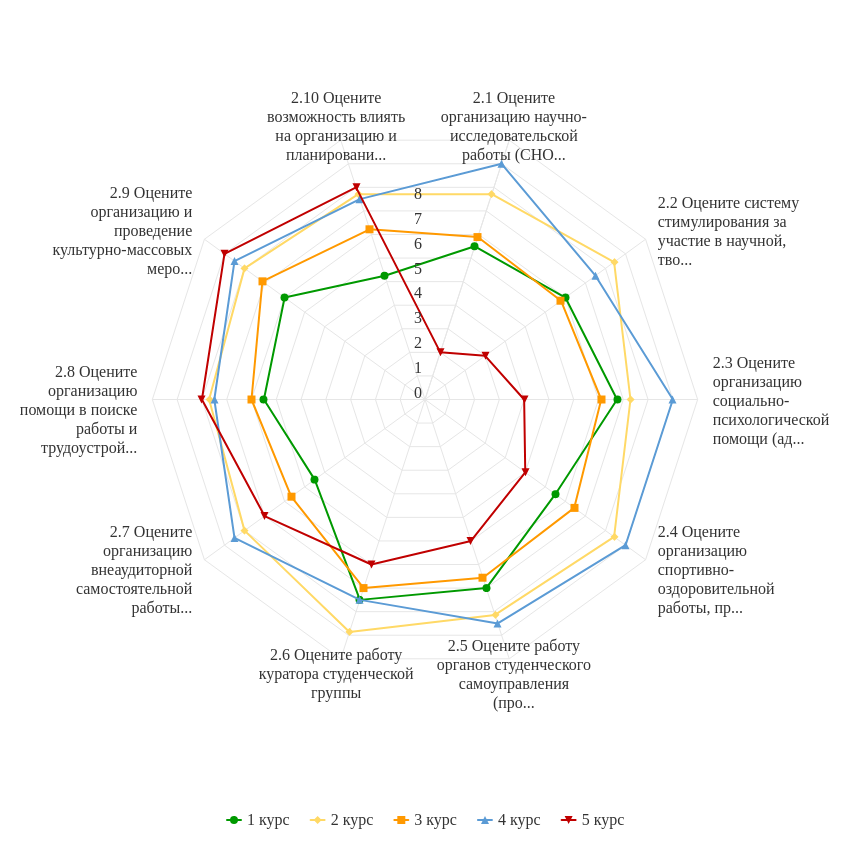 2.10 Оцените
возможность влиять
на организацию и
планировани...
2.1 Оцените
организацию научно-
исследовательской
работы (СНО...
2.2 Оцените систему
стимулирования за
участие в научной,
тво...
2.3 Оцените
организацию
социально-
психологической
помощи (ад...
2.4 Оцените
организацию
спортивно-
оздоровительной
работы, пр...
2.5 Оцените работу
органов студенческого
самоуправления
(про...
2.6 Оцените работу
куратора студенческой
группы
2.7 Оцените
организацию
внеаудиторной
самостоятельной
работы...
2.8 Оцените
организацию
помощи в поиске
работы и
трудоустрой...
2.9 Оцените
организацию и
проведение
культурно-массовых
меро...
8
7
6
5
4
3
2
1
0
1 курс
2 курс
3 курс
4 курс
5 курс